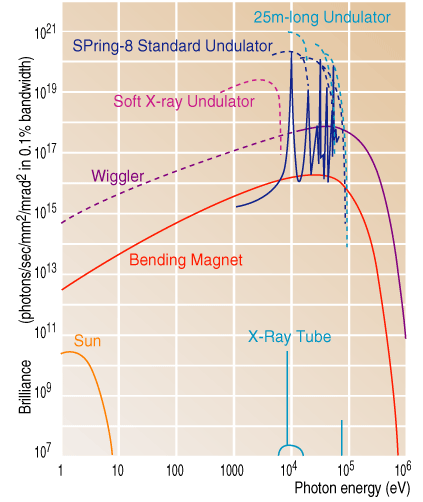 25m-long Undulator
SPring-8 Standard Undulator
Soft X-ray Undulator
Wiggler
Bending Magnet
Sun
X-Ray Tube
Brilliance (photons/sec/mm²/mrad² in 0.1% bandwidth)
10²¹
10¹⁹
10¹⁷
10¹⁵
10¹³
10¹¹
10⁹
10⁷
1 10 100 1000 10⁴ 10⁵ 10⁶
Photon energy (eV)